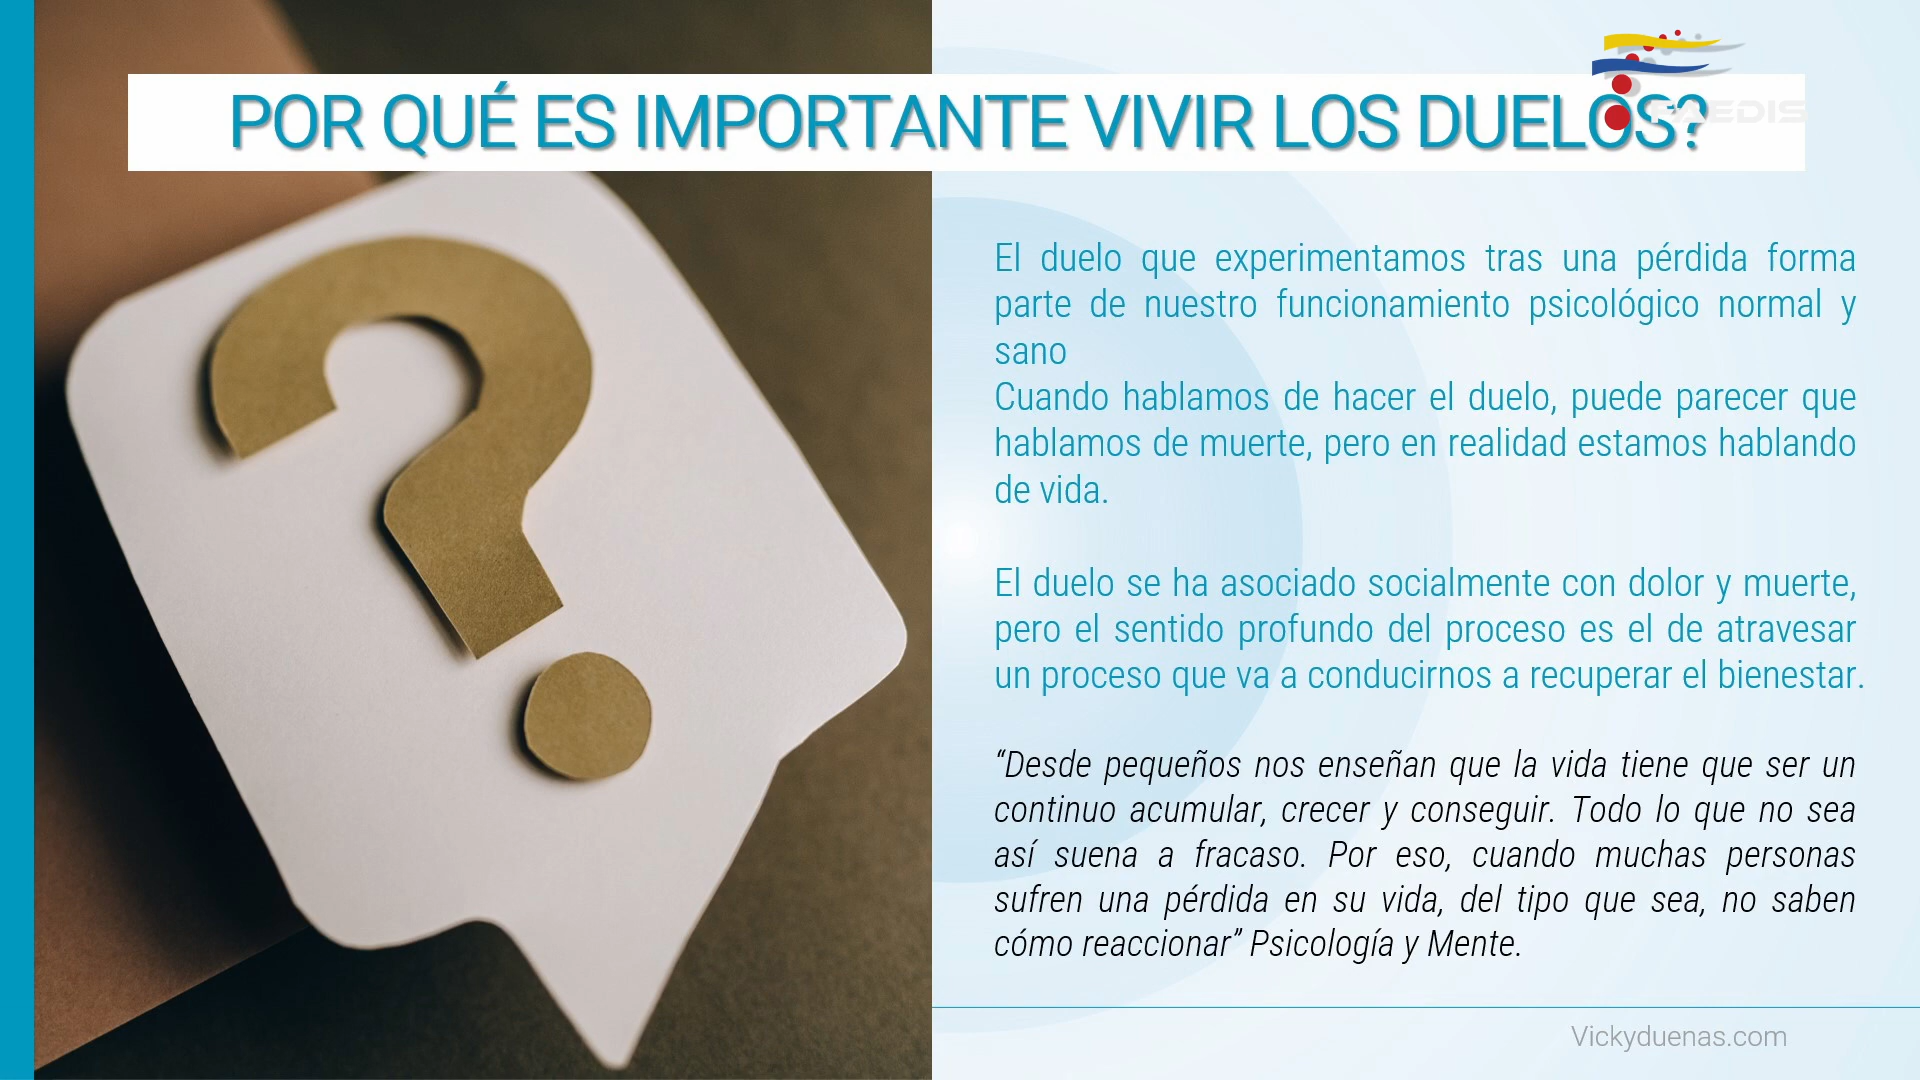 POR QUÉ ES IMPORTANTE VIVIR LOS DUELOS?
El duelo que experimentamos tras una pérdida forma
parte de nuestro funcionamiento psicológico normal y
sano
Cuando hablamos de hacer el duelo, puede parecer que
hablamos de muerte, pero en realidad estamos hablando
de vida.
El duelo se ha asociado socialmente con dolor y muerte,
pero el sentido profundo del proceso es el de atravesar
un proceso que va a conducirnos a recuperar el bienestar.
“Desde pequeños nos enseñan que la vida tiene que ser un
continuo acumular, crecer y conseguir. Todo lo que no sea
así suena a fracaso. Por eso, cuando muchas personas
sufren una pérdida en su vida, del tipo que sea, no saben
cómo reaccionar” Psicología y Mente.
Vickyduenas.com